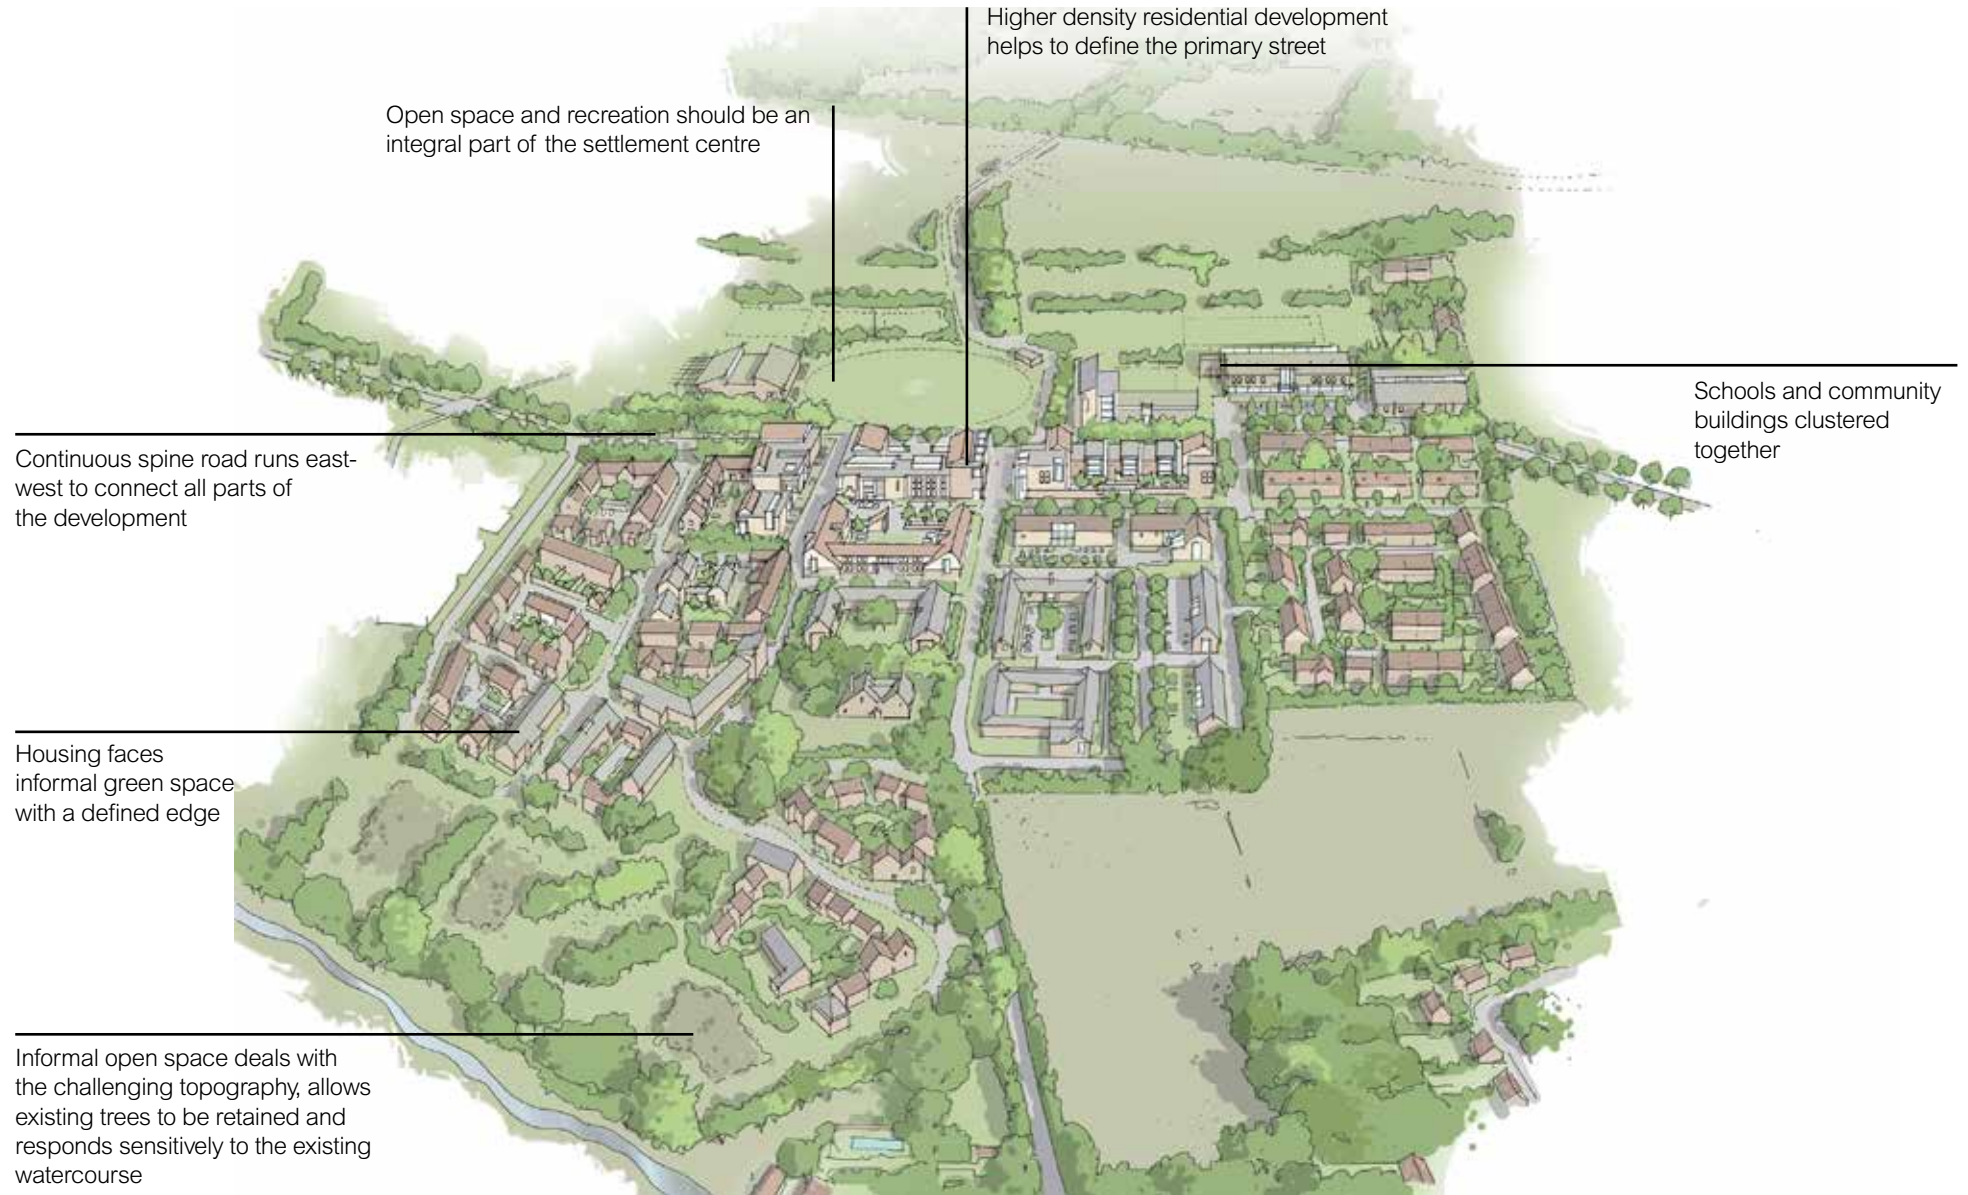 Higher density residential development
helps to define the primary street
Open space and recreation should be an
integral part of the settlement centre
Schools and community
buildings clustered
together
Continuous spine road runs east-
west to connect all parts of
the development
Housing faces
informal green space
with a defined edge
Informal open space deals with
the challenging topography, allows
existing trees to be retained and
responds sensitively to the existing
watercourse